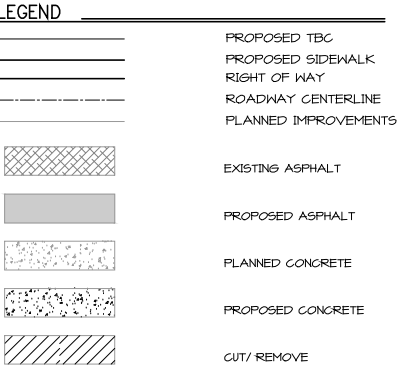 LEGEND
PROPOSED TBC
PROPOSED SIDEWALK
RIGHT OF WAY
ROADWAY CENTERLINE
PLANNED IMPROVEMENTS
EXISTING ASPHALT
PROPOSED ASPHALT
PLANNED CONCRETE
PROPOSED CONCRETE
CUT/ REMOVE